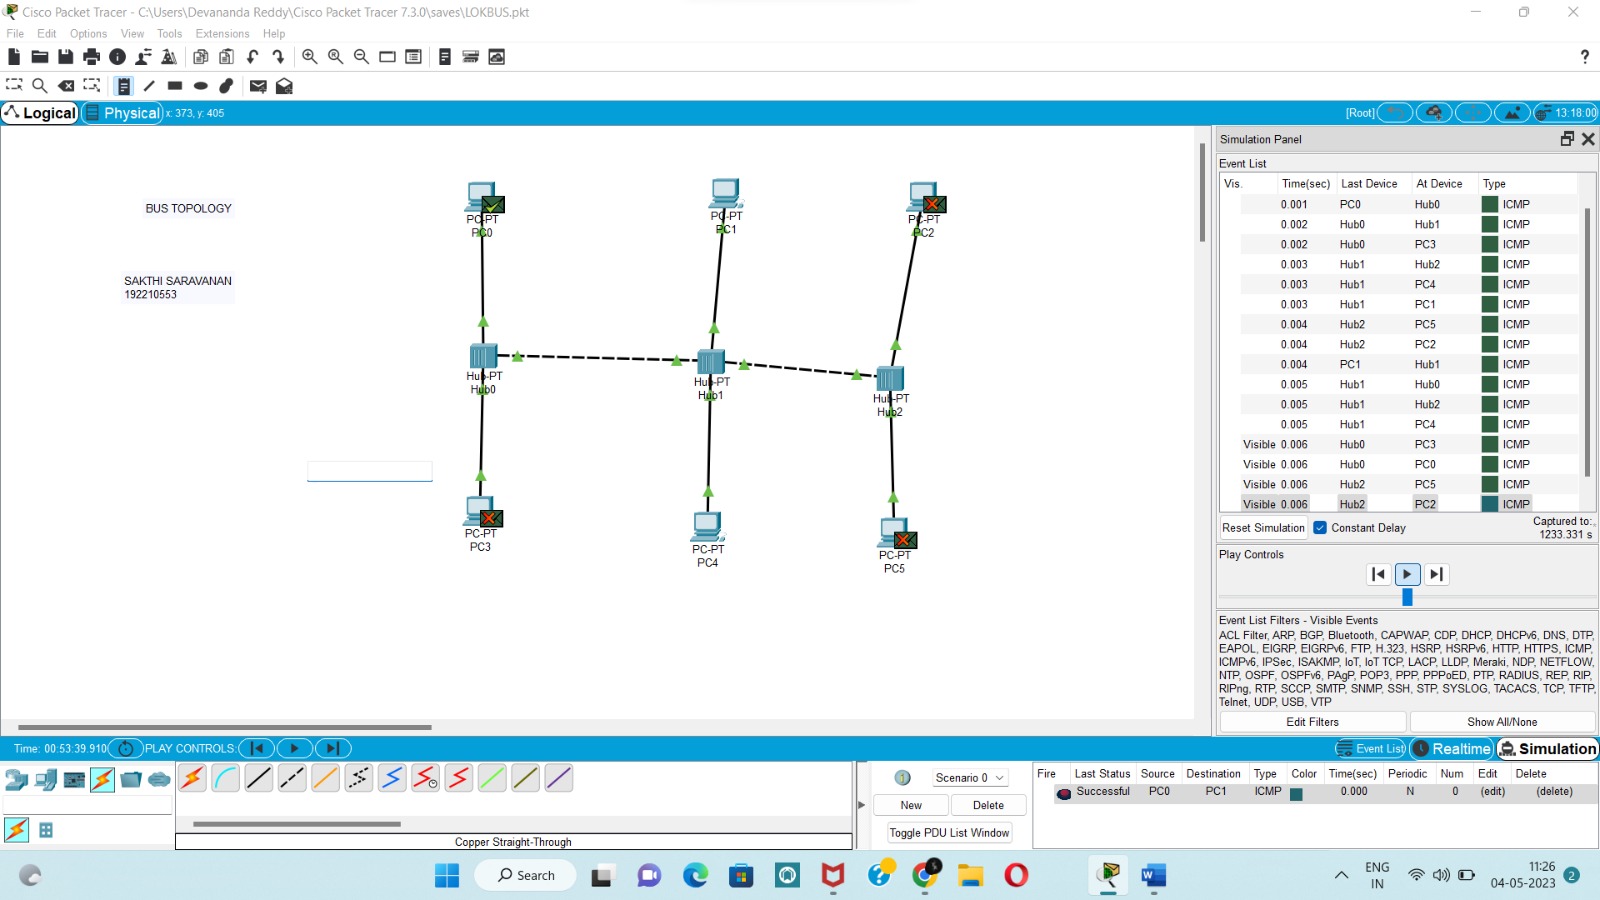 Cisco Packet Tracer - C:\Users\Devananda Reddy\Cisco Packet Tracer 7.3.0\saves\LOKBUS.pkt
File Edit Options View Tools Extensions Help
Logical Physical x: 373, y: 405 [Root] 13:18:00
BUS TOPOLOGY
SAKTHI SARAVANAN
192210553
PC-PT
PC0
PC-PT
PC1
PC-PT
PC2
Hub-PT
Hub0
Hub-PT
Hub1
Hub-PT
Hub2
PC-PT
PC3
PC-PT
PC4
PC-PT
PC5
Simulation Panel
Event List
Vis. Time(sec) Last Device At Device Type
0.001 PC0 Hub0 ICMP
0.002 Hub0 Hub1 ICMP
0.002 Hub0 PC3 ICMP
0.003 Hub1 Hub2 ICMP
0.003 Hub1 PC4 ICMP
0.003 Hub1 PC1 ICMP
0.004 Hub2 PC5 ICMP
0.004 Hub2 PC2 ICMP
0.004 PC1 Hub1 ICMP
0.005 Hub1 Hub0 ICMP
0.005 Hub1 Hub2 ICMP
0.005 Hub1 PC4 ICMP
Visible 0.006 Hub0 PC3 ICMP
Visible 0.006 Hub0 PC0 ICMP
Visible 0.006 Hub2 PC5 ICMP
Visible 0.006 Hub2 PC2 ICMP
Reset Simulation Constant Delay Captured to:
1233.331 s
Play Controls
Event List Filters - Visible Events
ACL Filter, ARP, BGP, Bluetooth, CAPWAP, CDP, DHCP, DHCPv6, DNS, DTP,
EAPOL, EIGRP, EIGRPv6, FTP, H.323, HSRP, HSRPv6, HTTP, HTTPS, ICMP,
ICMPv6, IPSec, ISAKMP, IoT, IoT TCP, LACP, LLDP, Meraki, NDP, NETFLOW,
NTP, OSPF, OSPFv6, PAgP, POP3, PPP, PPPoED, PTP, RADIUS, REP, RIP,
RIPng, RTP, SCCP, SMTP, SNMP, SSH, STP, SYSLOG, TACACS, TCP, TFTP,
Telnet, UDP, USB, VTP
Edit Filters Show All/None
Time: 00:53:39.910 PLAY CONTROLS: Event List Realtime Simulation
Scenario 0
New Delete
Toggle PDU List Window
Fire Last Status Source Destination Type Color Time(sec) Periodic Num Edit Delete
Successful PC0 PC1 ICMP 0.000 N 0 (edit) (delete)
Copper Straight-Through
Search
ENG
IN
11:26
04-05-2023
2